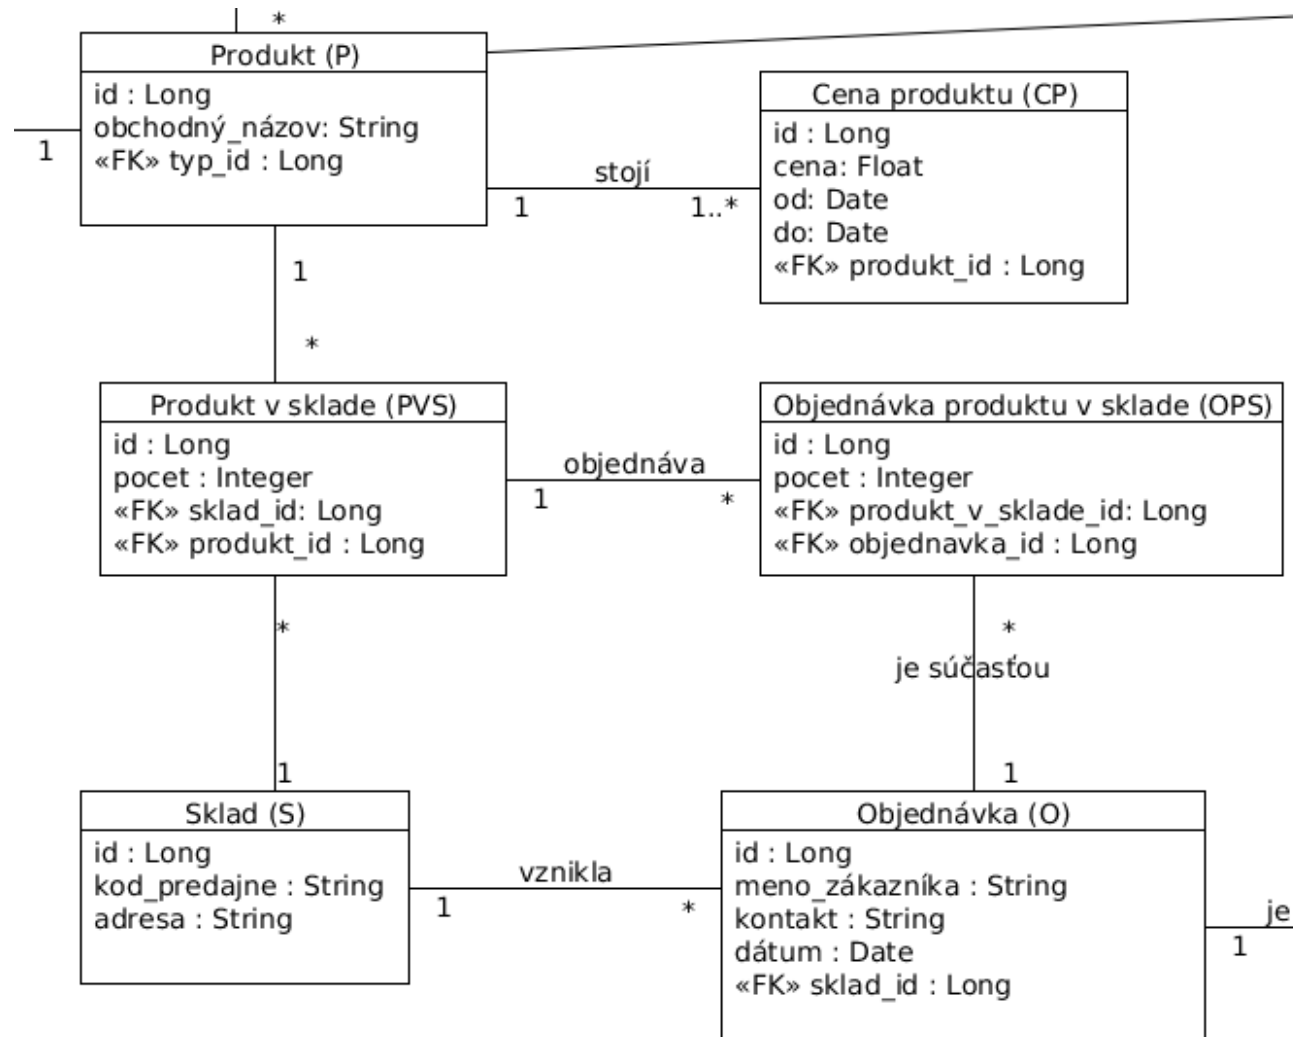 *
Produkt (P)
id : Long
obchodný_názov: String
«FK» typ_id : Long
1
Cena produktu (CP)
id : Long
cena: Float
od: Date
do: Date
«FK» produkt_id : Long
stojí
1
1..*
1
*
Produkt v sklade (PVS)
id : Long
pocet : Integer
«FK» sklad_id: Long
«FK» produkt_id : Long
objednáva
1
*
Objednávka produktu v sklade (OPS)
id : Long
pocet : Integer
«FK» produkt_v_sklade_id: Long
«FK» objednavka_id : Long
*
1
*
je súčasťou
1
Sklad (S)
id : Long
kod_predajne : String
adresa : String
vznikla
1
*
Objednávka (O)
id : Long
meno_zákazníka : String
kontakt : String
dátum : Date
«FK» sklad_id : Long
je
1